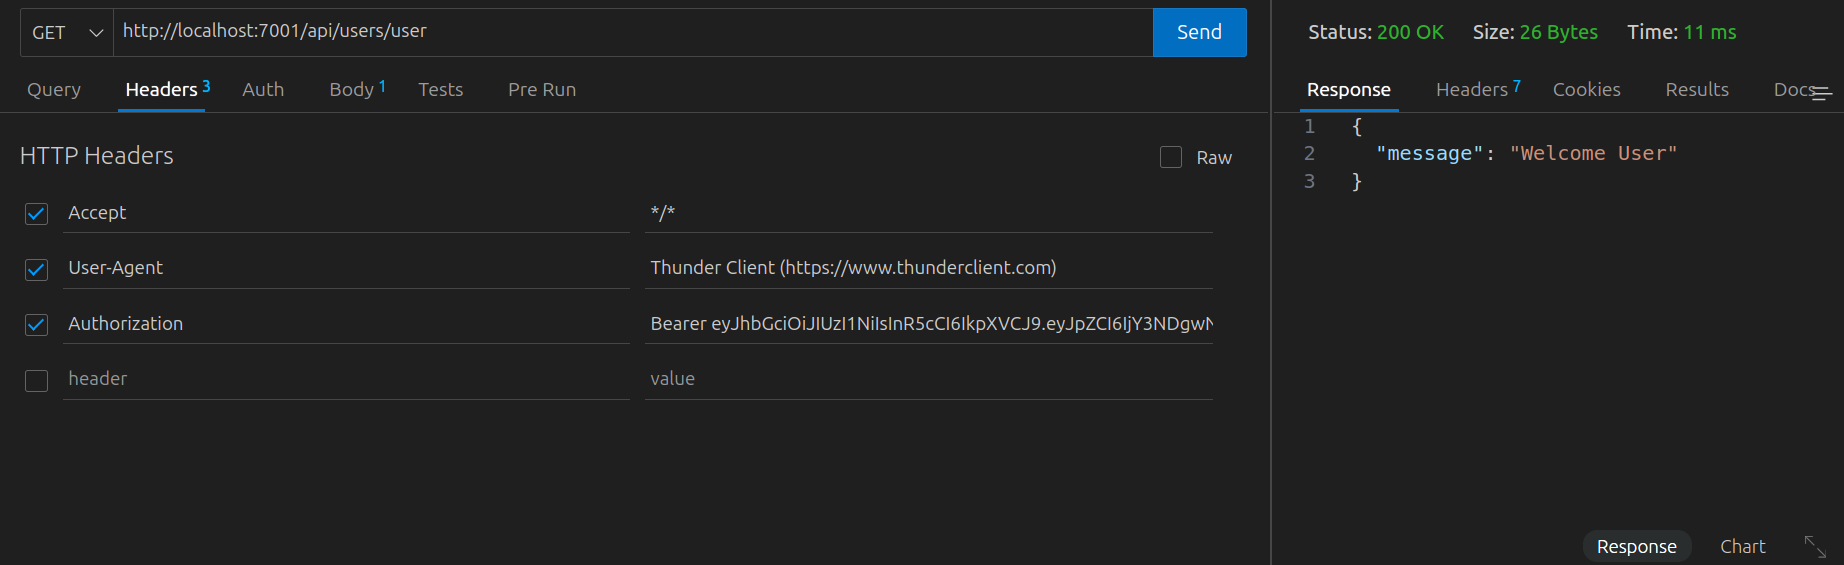 GET http://localhost:7001/api/users/user Send
Query Headers 3 Auth Body 1 Tests Pre Run
HTTP Headers Raw
Accept */*
User-Agent Thunder Client (https://www.thunderclient.com)
Authorization Bearer eyJhbGciOiJIUzI1NiIsInR5cCI6IkpXVCJ9.eyJpZCI6IjY3NDgwN
header value
Status: 200 OK Size: 26 Bytes Time: 11 ms
Response Headers 7 Cookies Results Docs
1 {
2 "message": "Welcome User"
3 }
Response Chart